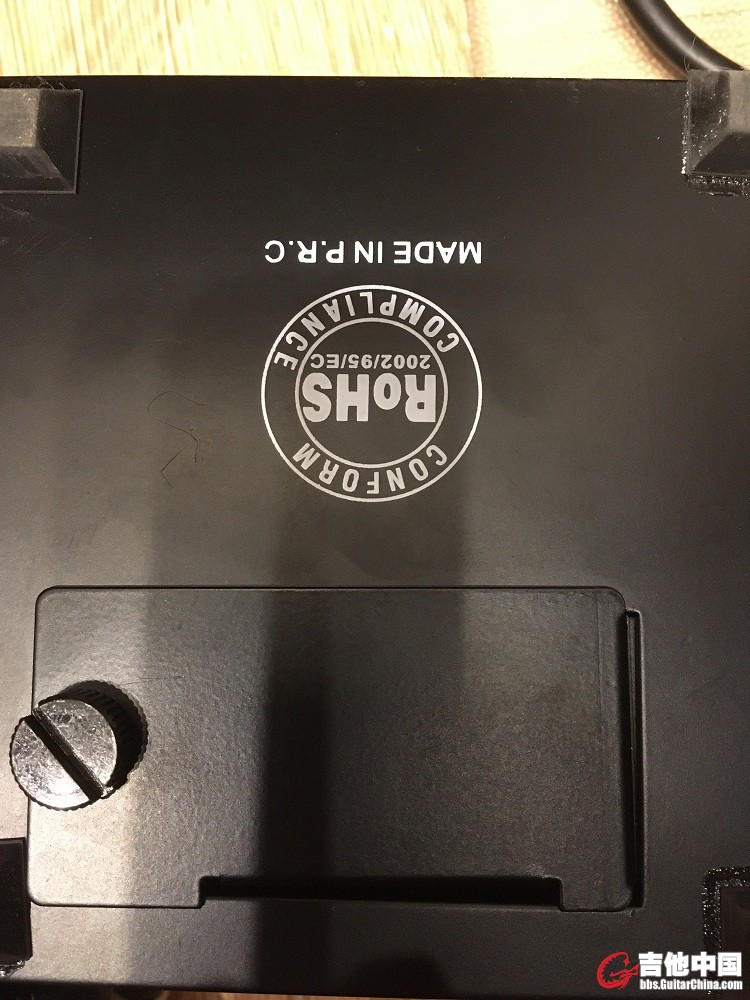 MADE IN P.R.C
CONFORM
RoHS
2002/95/EC
COMPLIANCE
吉他中国
bbs.GuitarChina.com